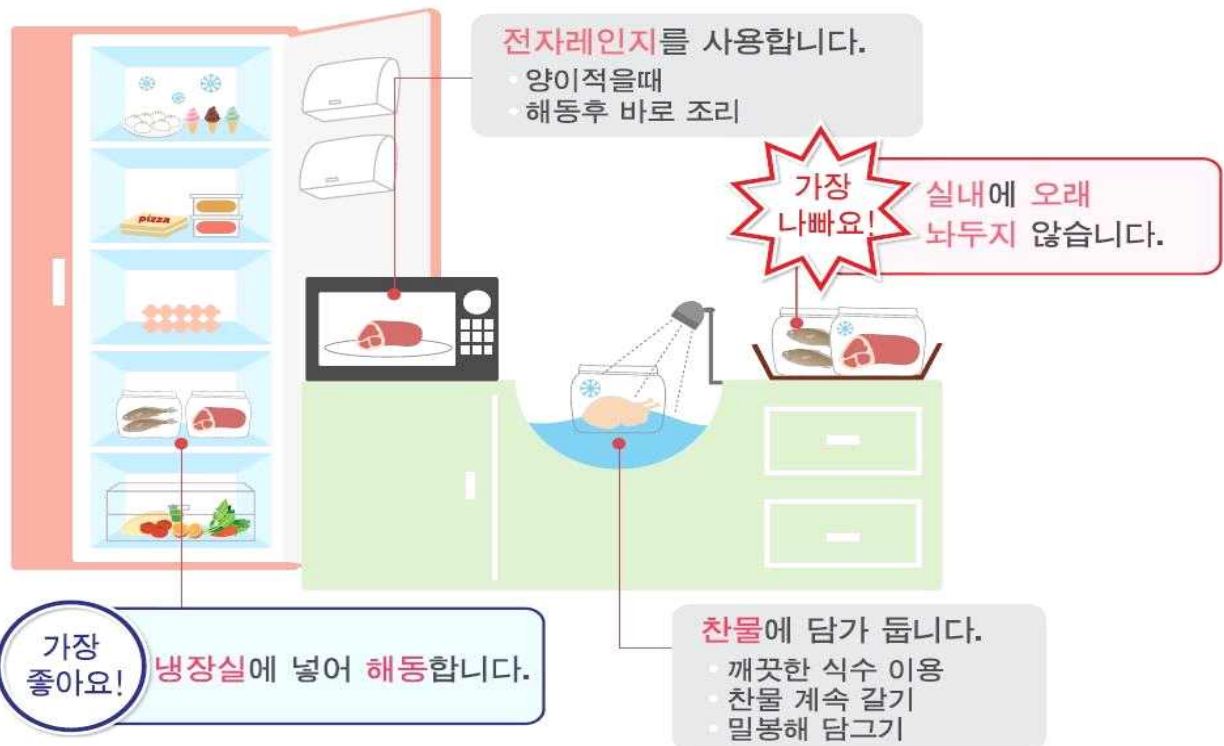 전자레인지를 사용합니다.
양이적을때
해동후 바로 조리
가장
나빠요!
실내에 오래
놔두지 않습니다.
pizza
가장
좋아요!
냉장실에 넣어 해동합니다.
찬물에 담가 둡니다.
깨끗한 식수 이용
찬물 계속 갈기
밀봉해 담그기